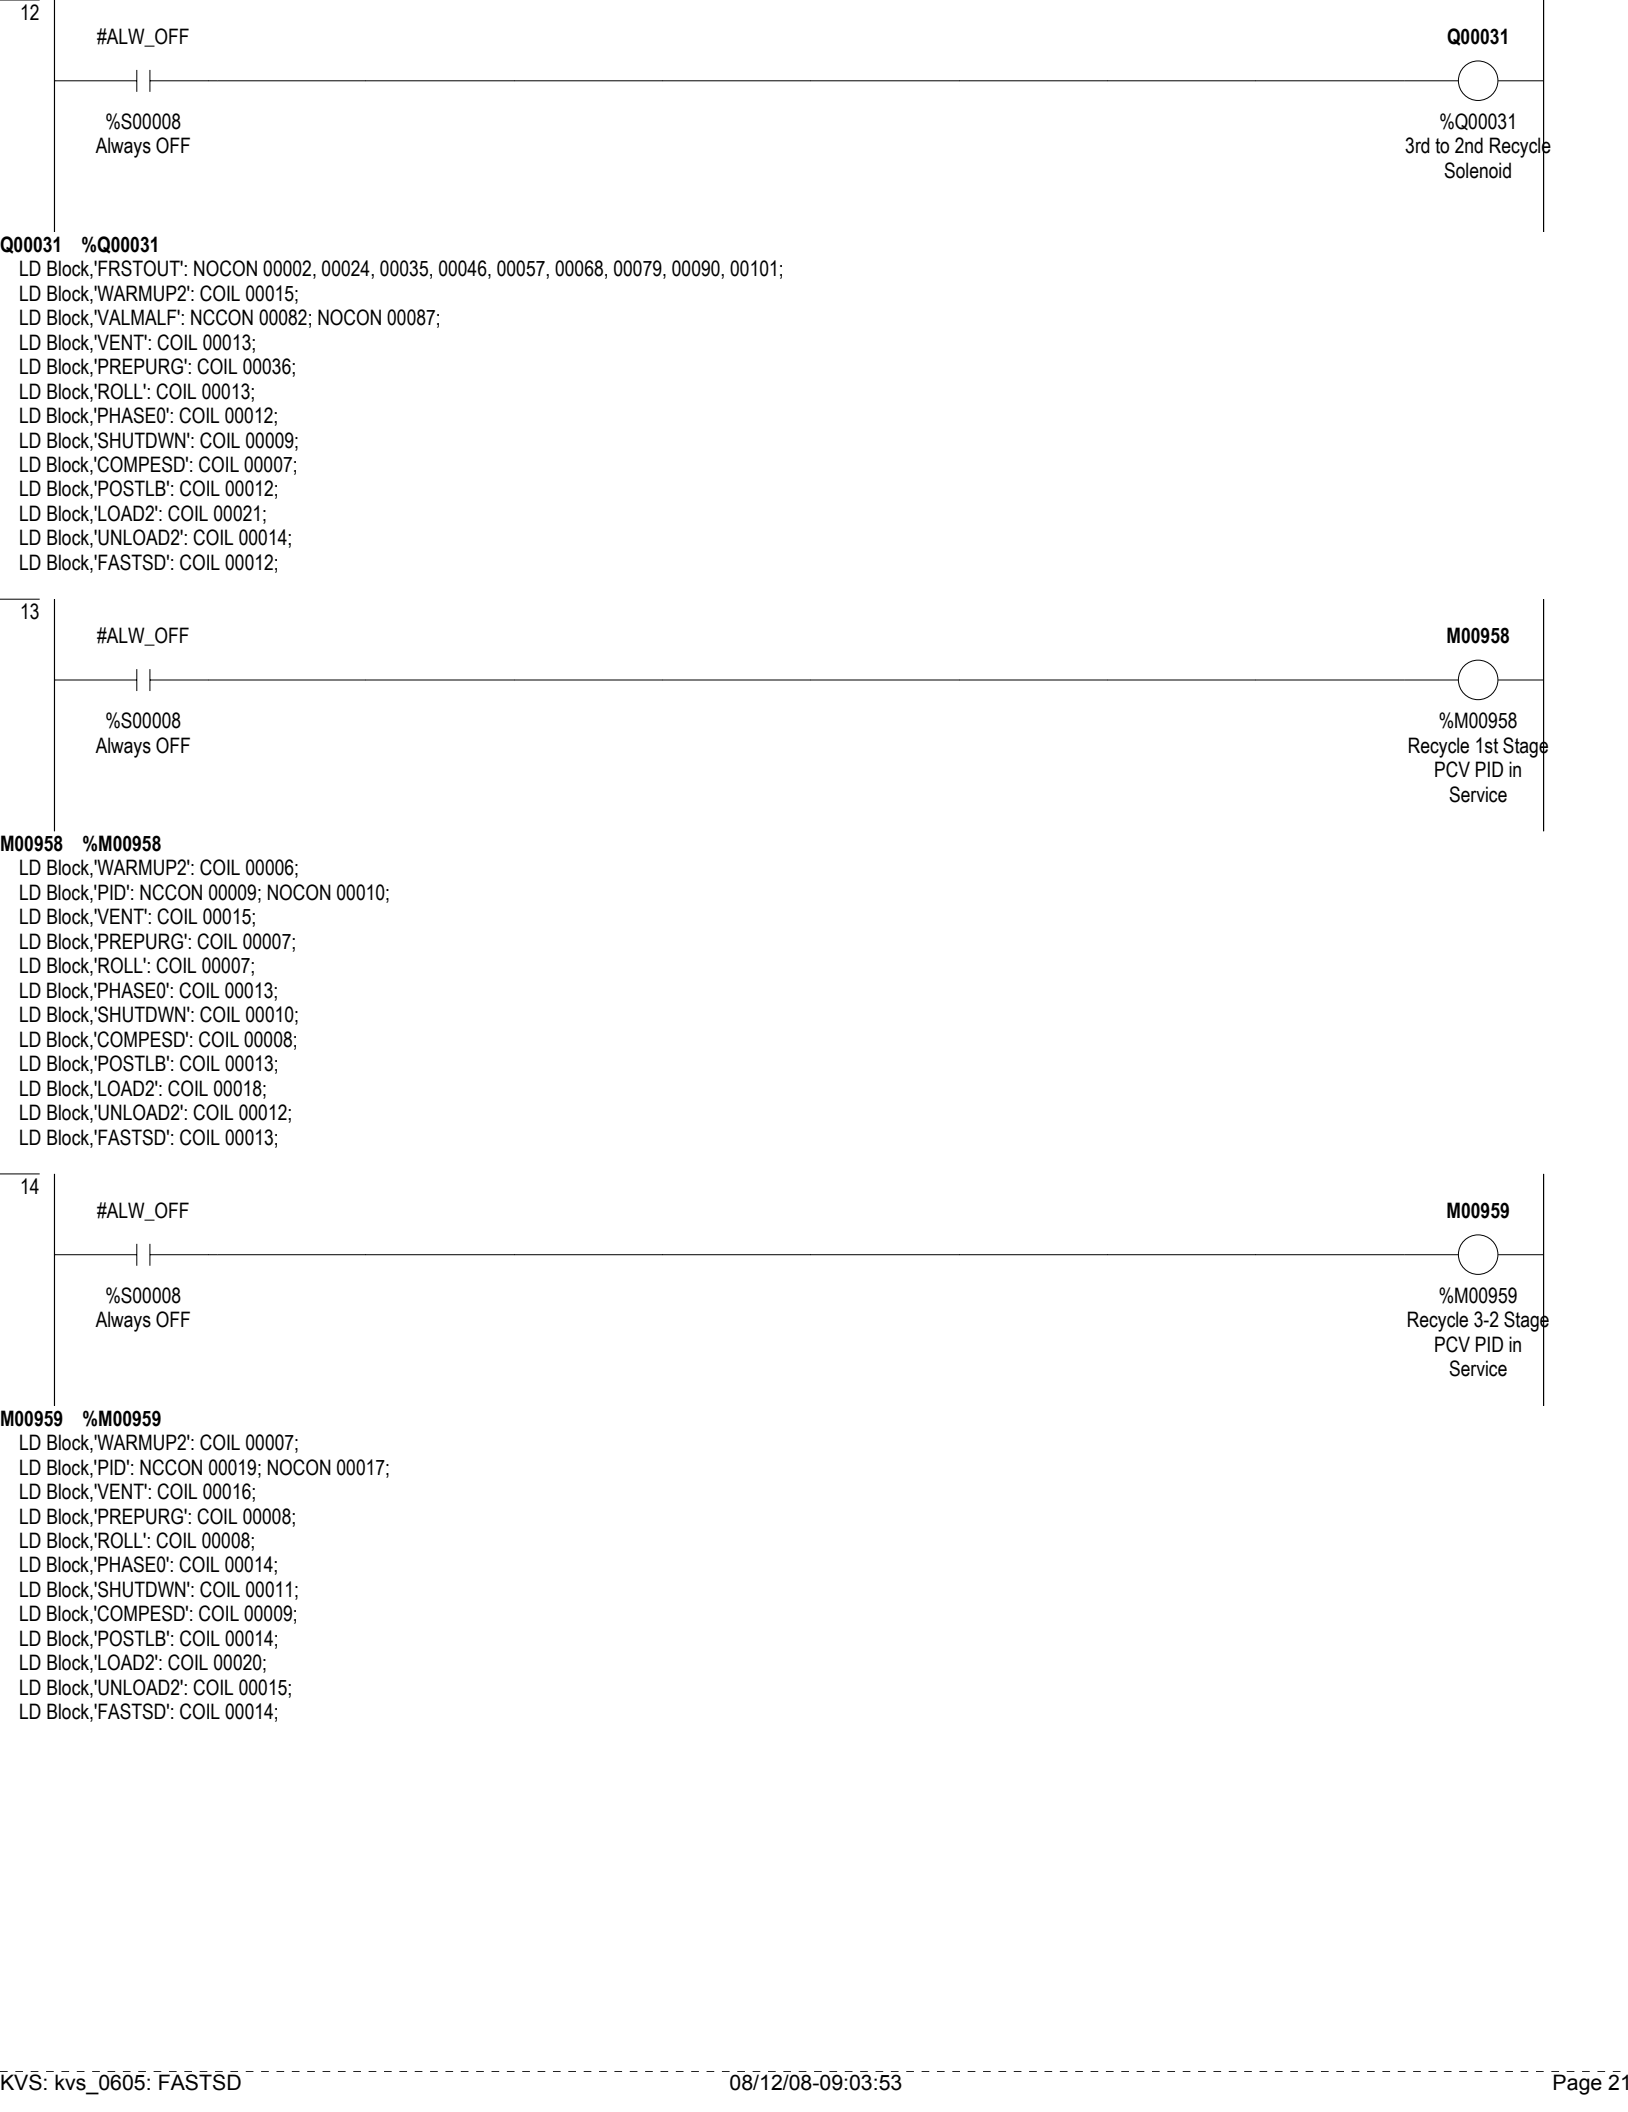 12
#ALW_OFF Q00031
%S00008 %Q00031
Always OFF 3rd to 2nd Recycle
Solenoid
Q00031 %Q00031
LD Block,'FRSTOUT': NOCON 00002, 00024, 00035, 00046, 00057, 00068, 00079, 00090, 00101;
LD Block,'WARMUP2': COIL 00015;
LD Block,'VALMALF': NCCON 00082; NOCON 00087;
LD Block,'VENT': COIL 00013;
LD Block,'PREPURG': COIL 00036;
LD Block,'ROLL': COIL 00013;
LD Block,'PHASE0': COIL 00012;
LD Block,'SHUTDWN': COIL 00009;
LD Block,'COMPESD': COIL 00007;
LD Block,'POSTLB': COIL 00012;
LD Block,'LOAD2': COIL 00021;
LD Block,'UNLOAD2': COIL 00014;
LD Block,'FASTSD': COIL 00012;
13
#ALW_OFF M00958
%S00008 %M00958
Always OFF Recycle 1st Stage
PCV PID in
Service
M00958 %M00958
LD Block,'WARMUP2': COIL 00006;
LD Block,'PID': NCCON 00009; NOCON 00010;
LD Block,'VENT': COIL 00015;
LD Block,'PREPURG': COIL 00007;
LD Block,'ROLL': COIL 00007;
LD Block,'PHASE0': COIL 00013;
LD Block,'SHUTDWN': COIL 00010;
LD Block,'COMPESD': COIL 00008;
LD Block,'POSTLB': COIL 00013;
LD Block,'LOAD2': COIL 00018;
LD Block,'UNLOAD2': COIL 00012;
LD Block,'FASTSD': COIL 00013;
14
#ALW_OFF M00959
%S00008 %M00959
Always OFF Recycle 3-2 Stage
PCV PID in
Service
M00959 %M00959
LD Block,'WARMUP2': COIL 00007;
LD Block,'PID': NCCON 00019; NOCON 00017;
LD Block,'VENT': COIL 00016;
LD Block,'PREPURG': COIL 00008;
LD Block,'ROLL': COIL 00008;
LD Block,'PHASE0': COIL 00014;
LD Block,'SHUTDWN': COIL 00011;
LD Block,'COMPESD': COIL 00009;
LD Block,'POSTLB': COIL 00014;
LD Block,'LOAD2': COIL 00020;
LD Block,'UNLOAD2': COIL 00015;
LD Block,'FASTSD': COIL 00014;
KVS: kvs_0605: FASTSD 08/12/08-09:03:53 Page 21